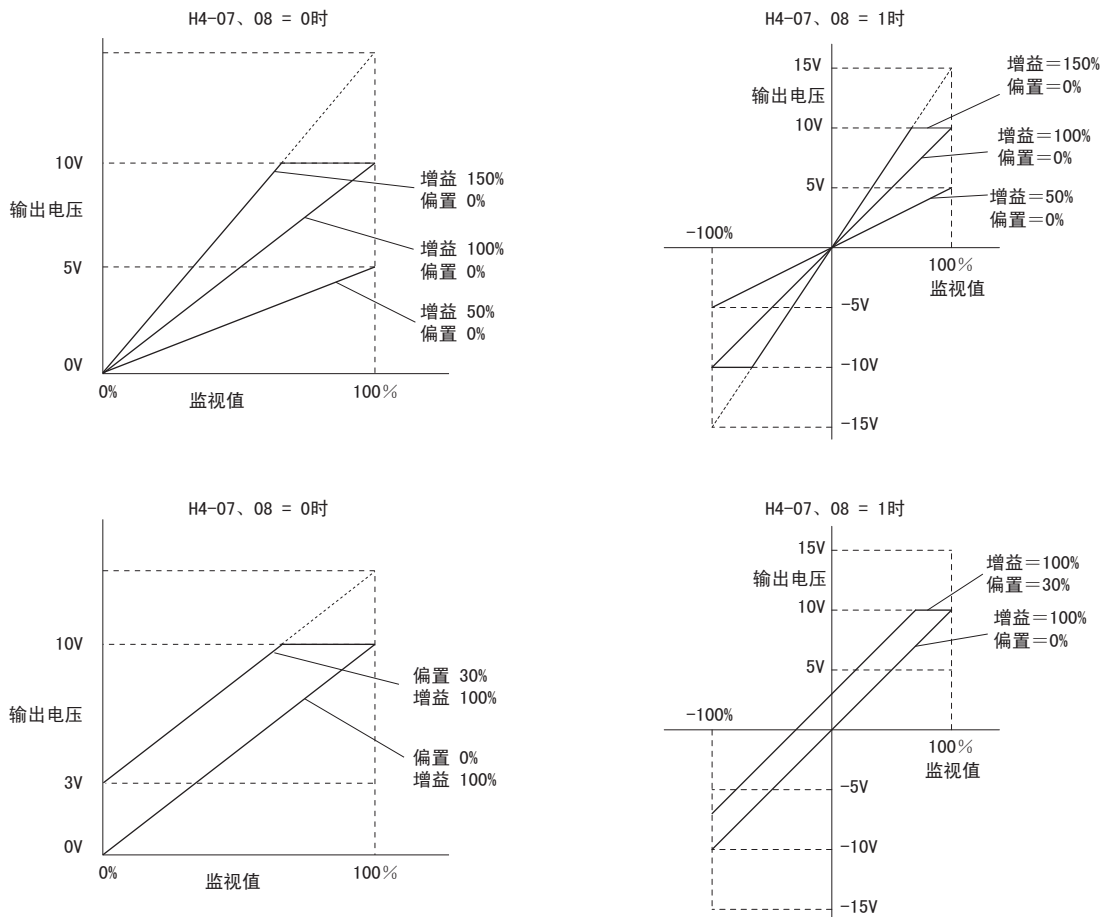 H4-07、08 = 0时
10V
输出电压
5V
0V
0%
监视值
100%
增益 150%
偏置 0%
增益 100%
偏置 0%
增益 50%
偏置 0%
H4-07、08 = 1时
15V
输出电压
10V
5V
-100%
100%
监视值
-5V
-10V
-15V
增益=150%
偏置=0%
增益=100%
偏置=0%
增益=50%
偏置=0%
H4-07、08 = 0时
10V
输出电压
3V
0V
0%
监视值
100%
偏置 30%
增益 100%
偏置 0%
增益 100%
H4-07、08 = 1时
15V
输出电压
10V
5V
-100%
100%
监视值
-5V
-10V
-15V
增益=100%
偏置=30%
增益=100%
偏置=0%